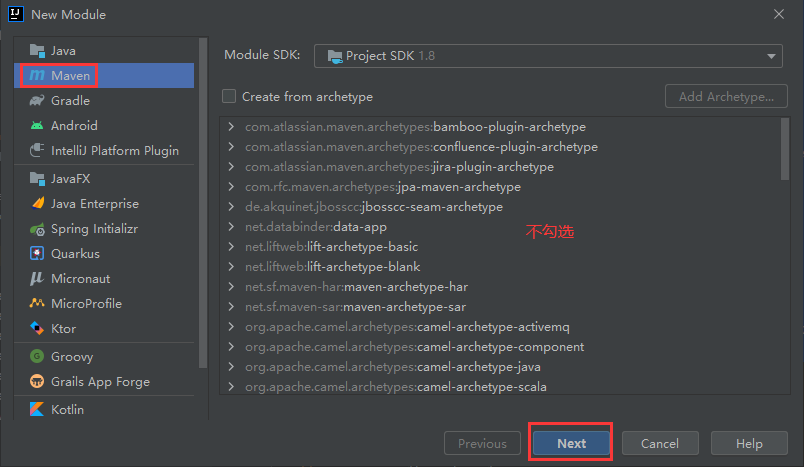 New Module
Java
Maven
Gradle
Android
IntelliJ Platform Plugin
JavaFX
Java Enterprise
Spring Initializr
Quarkus
Micronaut
MicroProfile
Ktor
Groovy
Grails App Forge
Kotlin
Module SDK: Project SDK 1.8
Create from archetype Add Archetype...
com.atlassian.maven.archetypes:bamboo-plugin-archetype
com.atlassian.maven.archetypes:confluence-plugin-archetype
com.atlassian.maven.archetypes:jira-plugin-archetype
com.rfc.maven.archetypes:jpa-maven-archetype
de.akquinet.jbosscc:jbosscc-seam-archetype
net.databinder:data-app
不勾选
net.liftweb:lift-archetype-basic
net.liftweb:lift-archetype-blank
net.sf.maven-har:maven-archetype-har
net.sf.maven-sar:maven-archetype-sar
org.apache.camel.archetypes:camel-archetype-activemq
org.apache.camel.archetypes:camel-archetype-component
org.apache.camel.archetypes:camel-archetype-java
org.apache.camel.archetypes:camel-archetype-scala
Previous Next Cancel Help